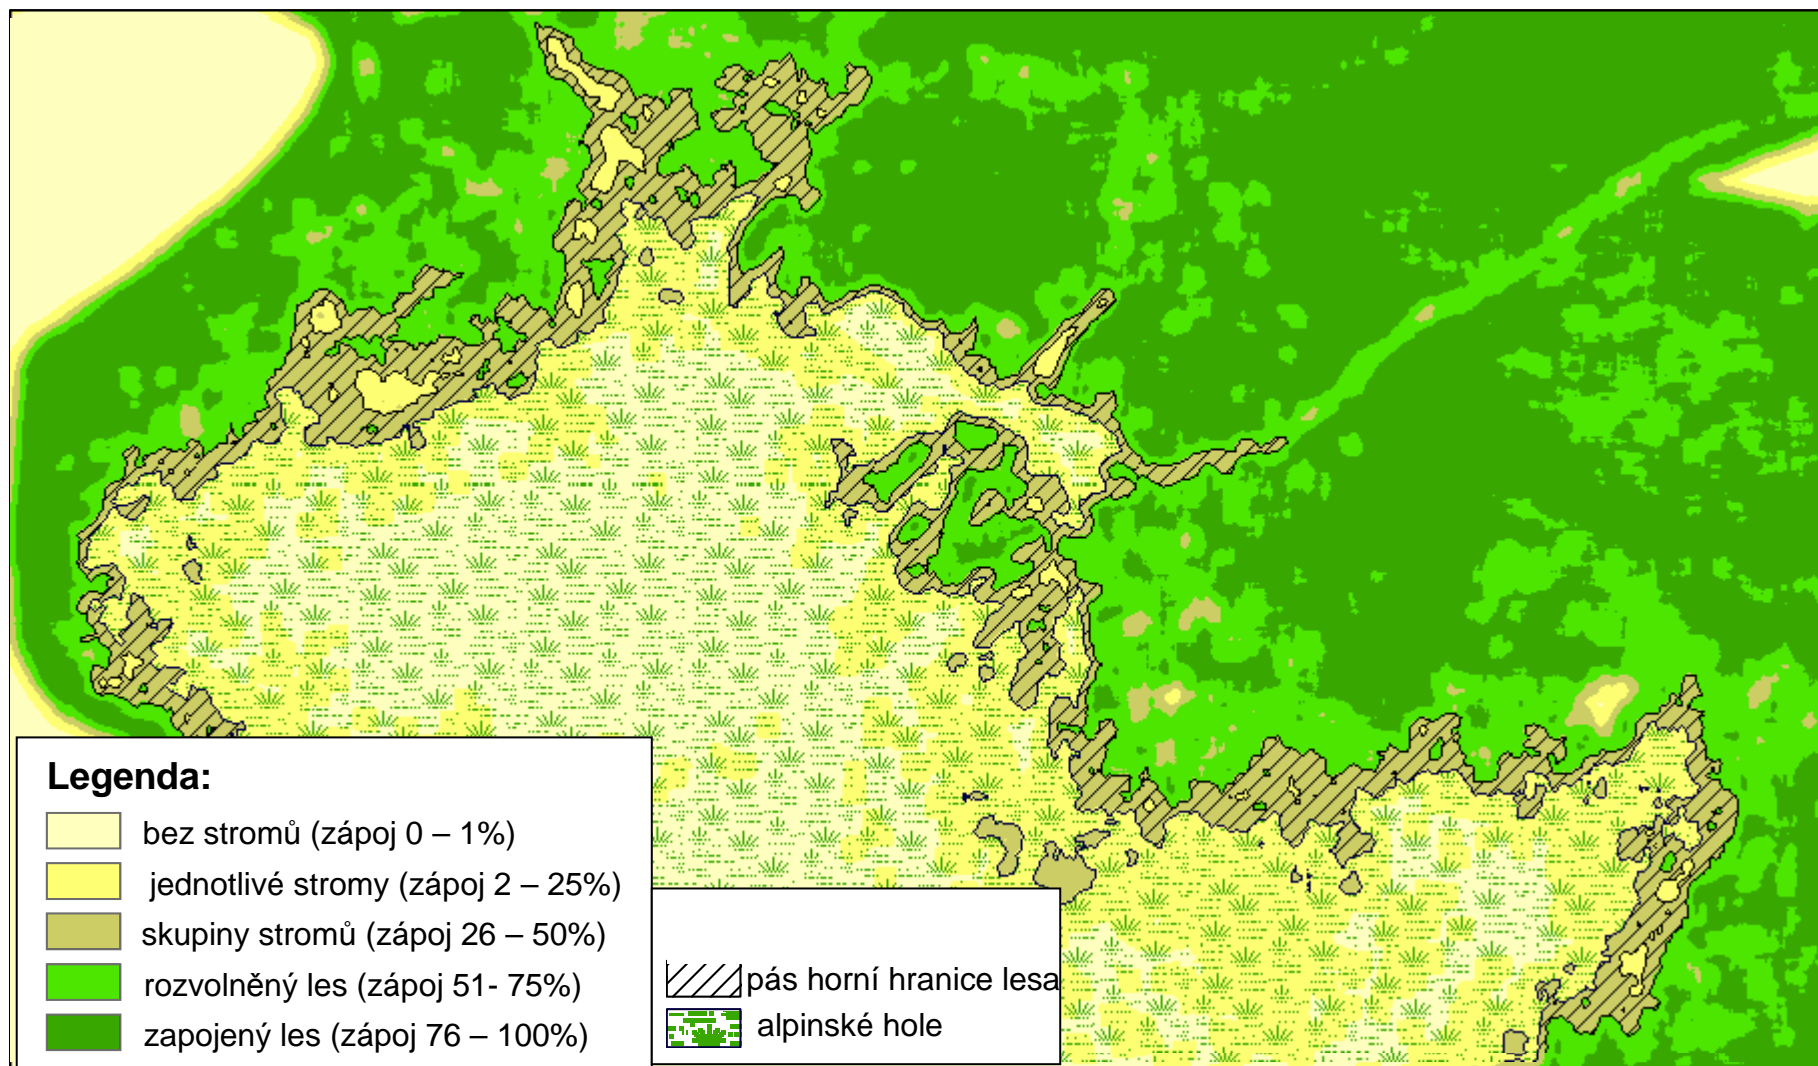 Legenda:
bez stromů (zápoj 0 – 1%)
jednotlivé stromy (zápoj 2 – 25%)
skupiny stromů (zápoj 26 – 50%)
rozvolněný les (zápoj 51- 75%)
zapojený les (zápoj 76 – 100%)
pás horní hranice lesa
alpinské hole